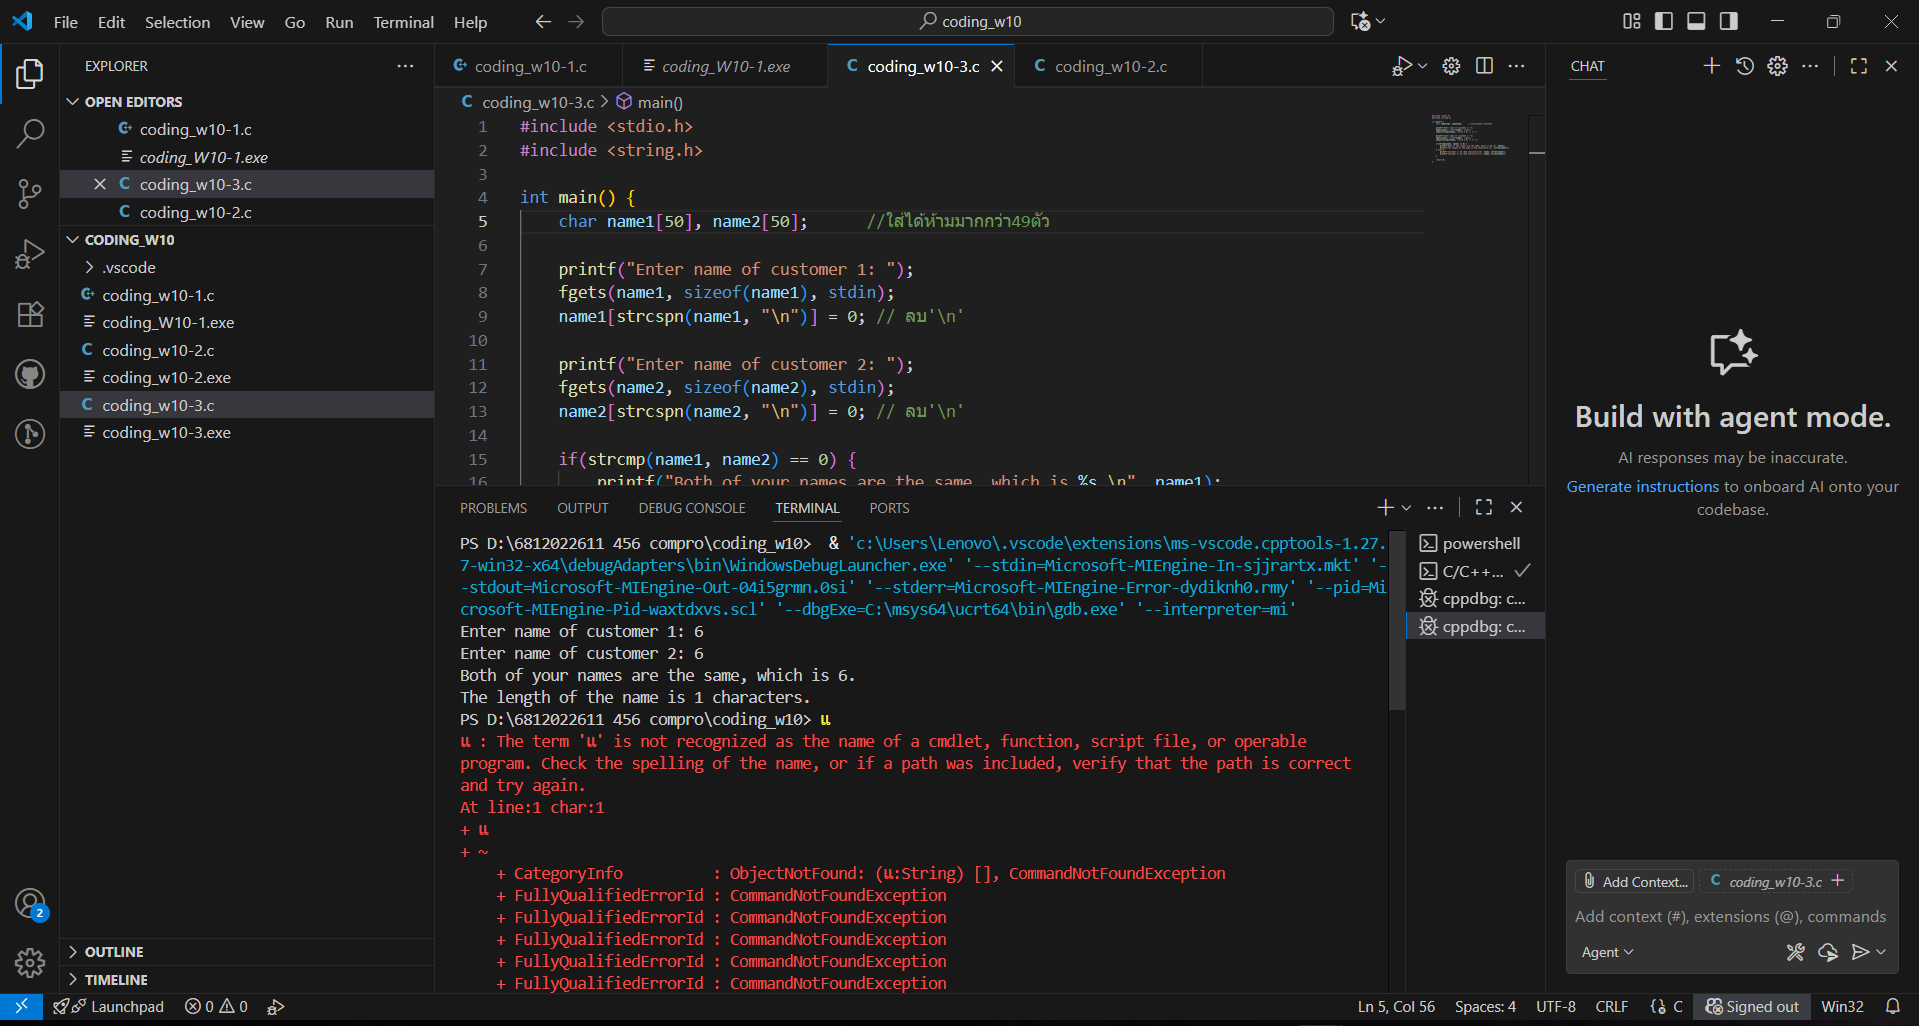 File Edit Selection View Go Run Terminal Help
coding_w10
EXPLORER
OPEN EDITORS
coding_w10-1.c
coding_W10-1.exe
coding_w10-3.c
coding_w10-2.c
CODING_W10
.vscode
coding_w10-1.c
coding_W10-1.exe
coding_w10-2.c
coding_w10-2.exe
coding_w10-3.c
coding_w10-3.exe
OUTLINE
TIMELINE
coding_w10-1.c coding_W10-1.exe coding_w10-3.c coding_w10-2.c
coding_w10-3.c > main()
1 #include <stdio.h>
2 #include <string.h>
3
4 int main() {
5 char name1[50], name2[50]; //ใส่ได้ห้ามมากกว่า49ตัว
6
7 printf("Enter name of customer 1: ");
8 fgets(name1, sizeof(name1), stdin);
9 name1[strcspn(name1, "\n")] = 0; // ลบ'\n'
10
11 printf("Enter name of customer 2: ");
12 fgets(name2, sizeof(name2), stdin);
13 name2[strcspn(name2, "\n")] = 0; // ลบ'\n'
14
15 if(strcmp(name1, name2) == 0) {
16 printf("Both of your names are the same, which is %s.\n", name1);
PROBLEMS OUTPUT DEBUG CONSOLE TERMINAL PORTS
PS D:\6812022611 456 compro\coding_w10> & 'c:\Users\Lenovo\.vscode\extensions\ms-vscode.cpptools-1.27.
7-win32-x64\debugAdapters\bin\WindowsDebugLauncher.exe' '--stdin=Microsoft-MIEngine-In-sjjrartx.mkt' '-
-stdout=Microsoft-MIEngine-Out-04i5grmn.0si' '--stderr=Microsoft-MIEngine-Error-dydiknh0.rmy' '--pid=Mi
crosoft-MIEngine-Pid-waxtdxvs.scl' '--dbgExe=C:\msys64\ucrt64\bin\gdb.exe' '--interpreter=mi'
Enter name of customer 1: 6
Enter name of customer 2: 6
Both of your names are the same, which is 6.
The length of the name is 1 characters.
PS D:\6812022611 456 compro\coding_w10> แ
แ : The term 'แ' is not recognized as the name of a cmdlet, function, script file, or operable
program. Check the spelling of the name, or if a path was included, verify that the path is correct
and try again.
At line:1 char:1
+ แ
+ ~
+ CategoryInfo : ObjectNotFound: (แ:String) [], CommandNotFoundException
+ FullyQualifiedErrorId : CommandNotFoundException
+ FullyQualifiedErrorId : CommandNotFoundException
+ FullyQualifiedErrorId : CommandNotFoundException
+ FullyQualifiedErrorId : CommandNotFoundException
+ FullyQualifiedErrorId : CommandNotFoundException
powershell
C/C++...
cppdbg: c...
cppdbg: c...
CHAT
Build with agent mode.
AI responses may be inaccurate.
Generate instructions to onboard AI onto your
codebase.
Add Context... coding_w10-3.c +
Add context (#), extensions (@), commands
Agent
2
Launchpad 0 0
Ln 5, Col 56 Spaces: 4 UTF-8 CRLF {} C Signed out Win32